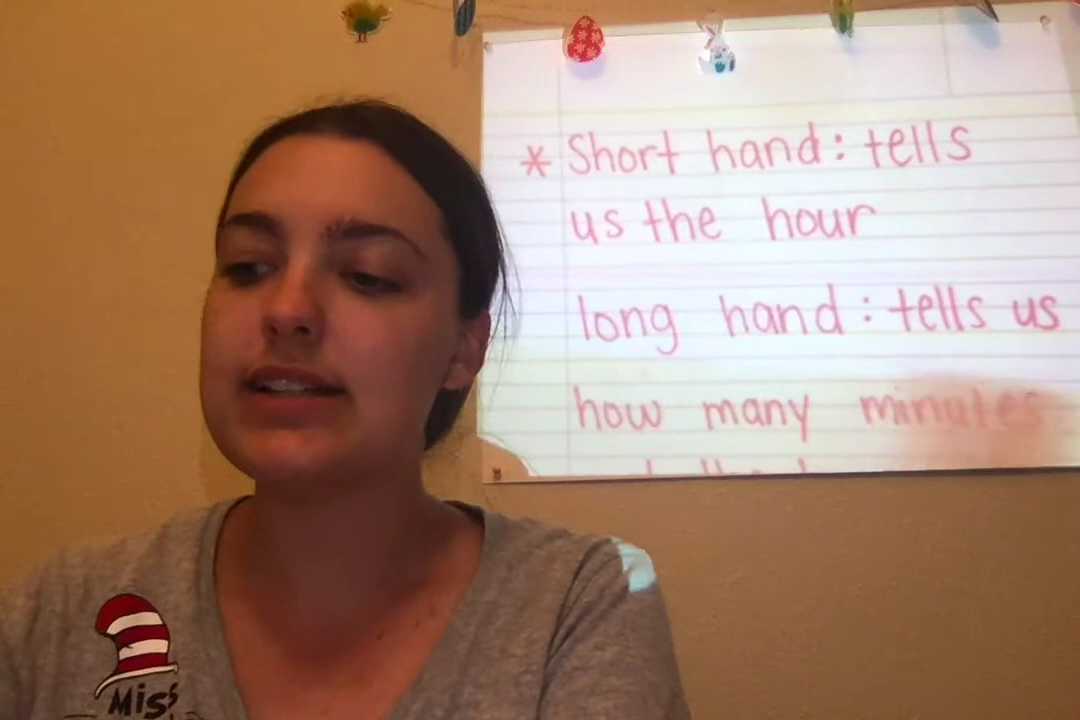 * Short hand: tells
us the hour
long hand: tells us
how many minutes
Miss